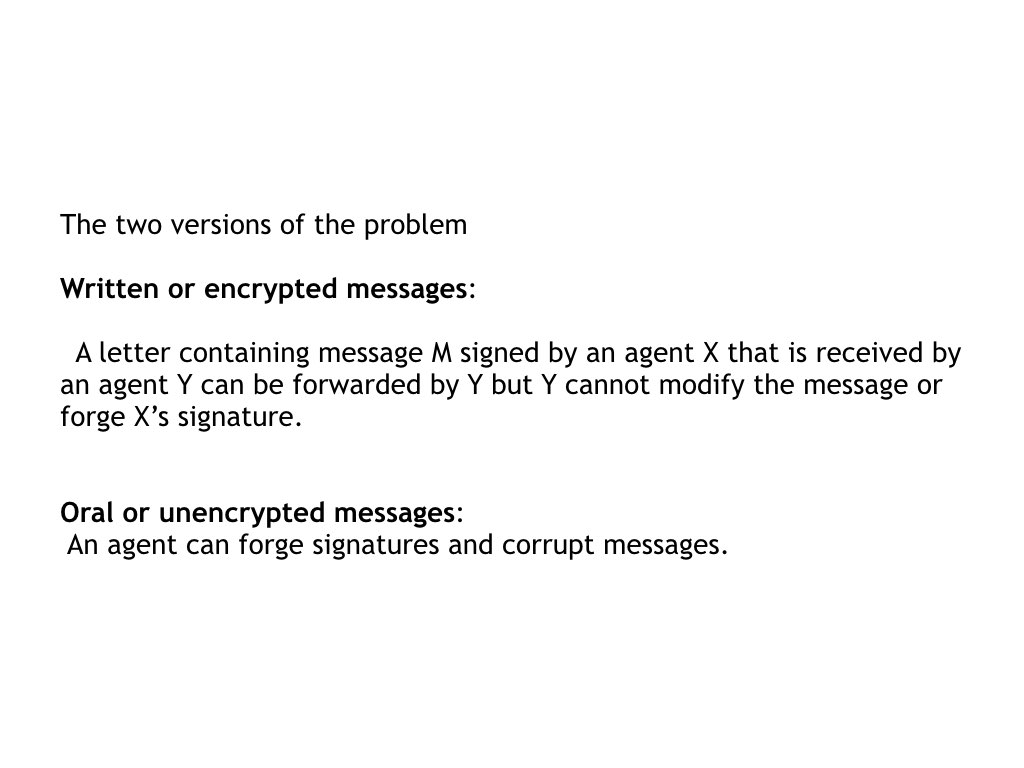 The two versions of the problem
Written or encrypted messages:
A letter containing message M signed by an agent X that is received by
an agent Y can be forwarded by Y but Y cannot modify the message or
forge X’s signature.
Oral or unencrypted messages:
An agent can forge signatures and corrupt messages.